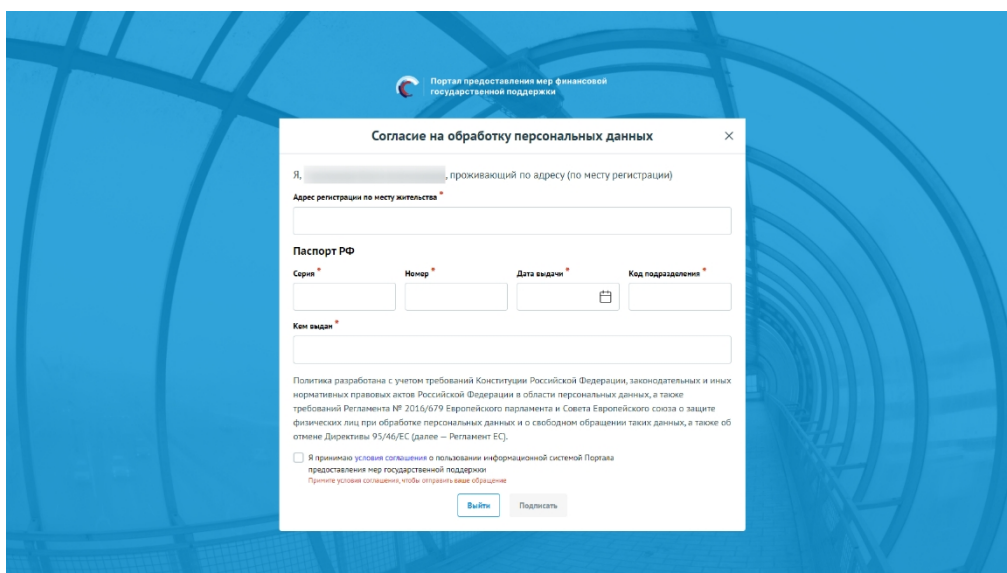 Портал предоставления мер финансовой
государственной поддержки
Согласие на обработку персональных данных
Я, , проживающий по адресу (по месту регистрации)
Адрес регистрации по месту жительства *
Паспорт РФ
Серия * Номер * Дата выдачи * Код подразделения *
Кем выдан *
Политика разработана с учетом требований Конституции Российской Федерации, законодательных и иных
нормативных правовых актов Российской Федерации в области персональных данных, а также
требований Регламента № 2016/679 Европейского парламента и Совета Европейского союза о защите
физических лиц при обработке персональных данных и о свободном обращении таких данных, а также об
отмене Директивы 95/46/ЕС (далее — Регламент ЕС).
Я принимаю условия соглашения о пользовании информационной системой Портала
предоставления мер государственной поддержки
Примите условия соглашения, чтобы отправить ваше обращение
Выйти Подписать